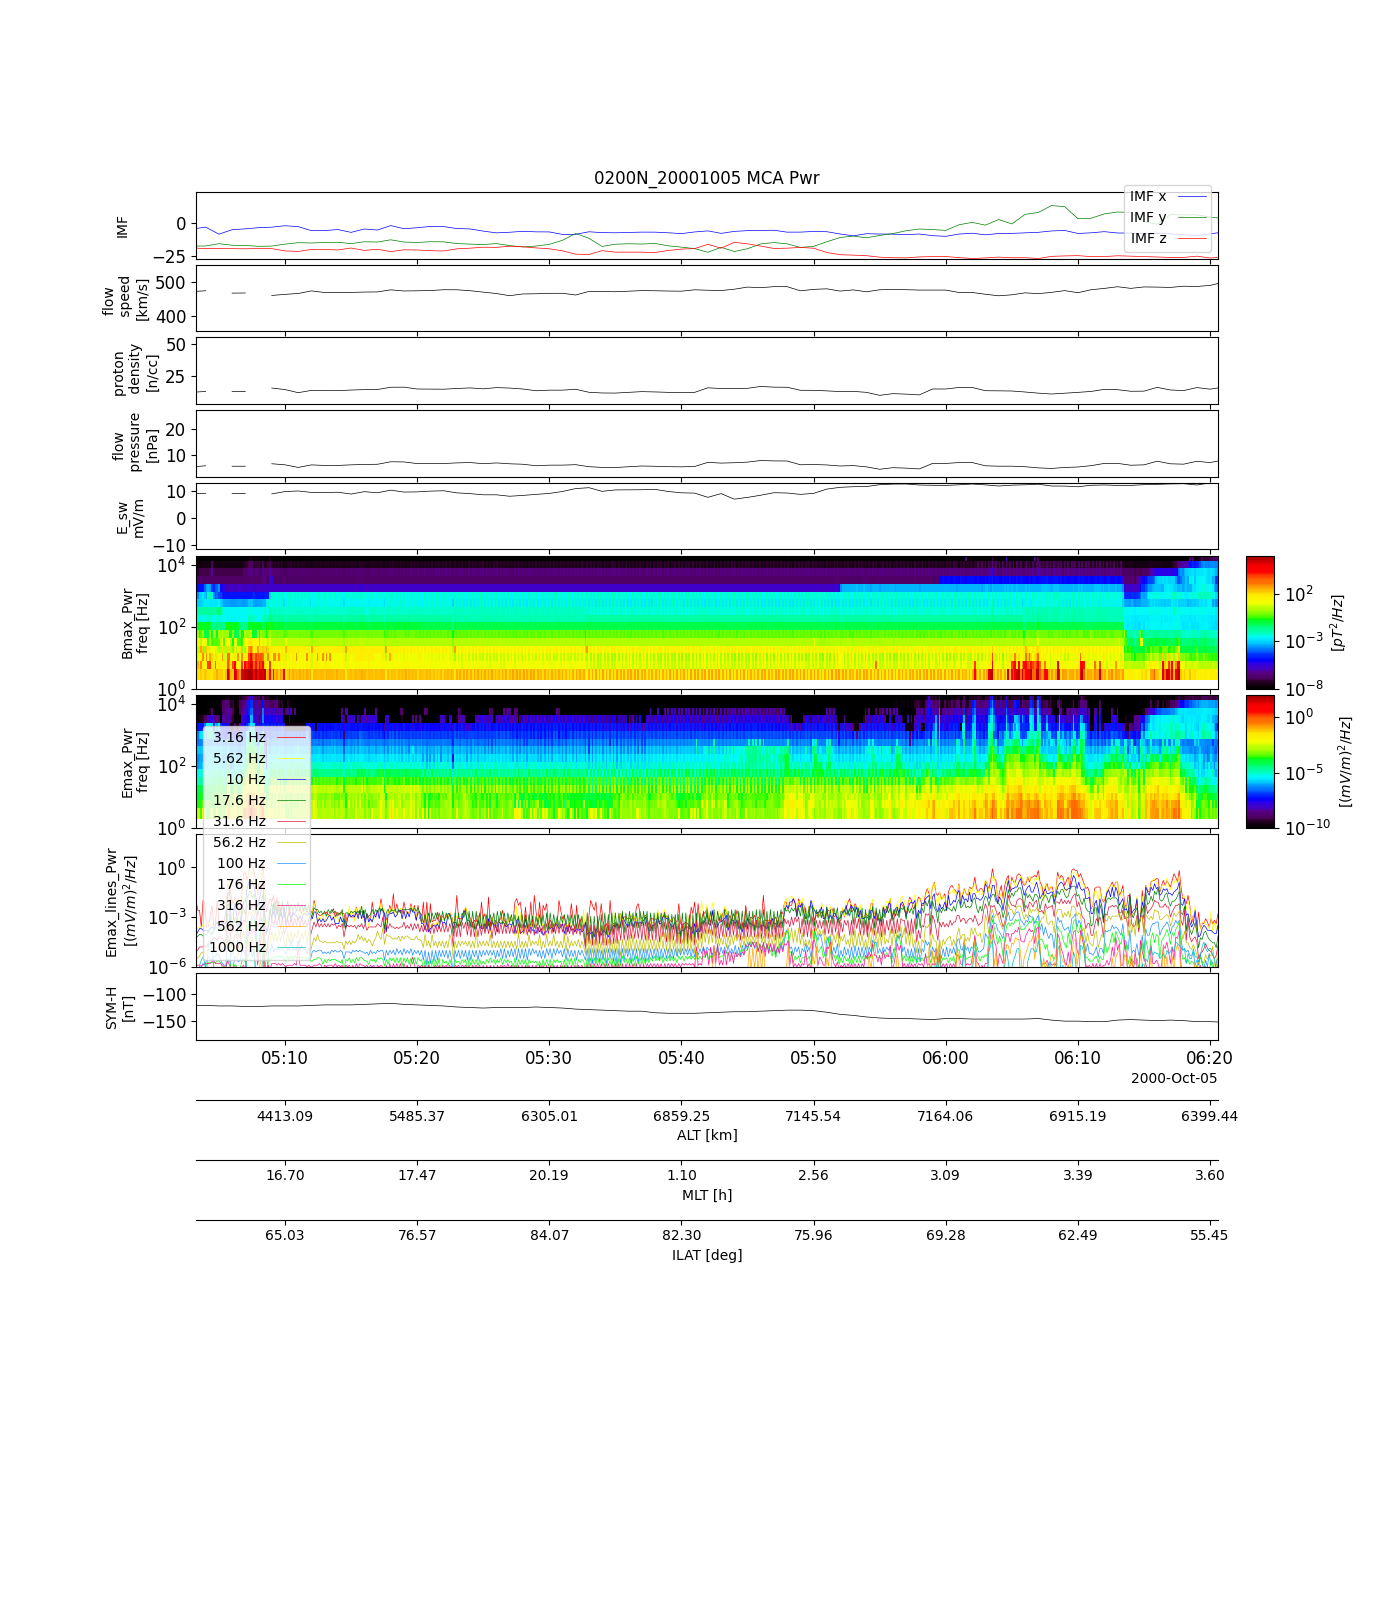 0200N_20001005 MCA Pwr
IMF
0
−25
IMF x
IMF y
IMF z
flow
speed
[km/s]
500
400
proton
density
[n/cc]
50
25
flow
pressure
[nPa]
20
10
E_sw
mV/m
10
0
−10
Bmax_Pwr
freq [Hz]
10^4
10^2
10^0
10^2
10^−3
10^−8
[pT^2/Hz]
Emax_Pwr
freq [Hz]
10^4
10^2
10^0
10^0
10^−5
10^−10
[(mV/m)^2/Hz]
3.16 Hz
5.62 Hz
10 Hz
17.6 Hz
31.6 Hz
56.2 Hz
100 Hz
176 Hz
316 Hz
562 Hz
1000 Hz
Emax_lines_Pwr
[(mV/m)^2/Hz]
10^0
10^−3
10^−6
SYM-H
[nT]
−100
−150
05:10 05:20 05:30 05:40 05:50 06:00 06:10 06:20
2000-Oct-05
4413.09 5485.37 6305.01 6859.25 7145.54 7164.06 6915.19 6399.44
ALT [km]
16.70 17.47 20.19 1.10 2.56 3.09 3.39 3.60
MLT [h]
65.03 76.57 84.07 82.30 75.96 69.28 62.49 55.45
ILAT [deg]